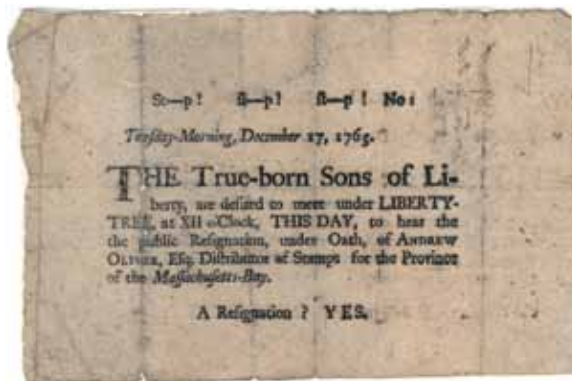 St---p! ſt---p! ſt---p! No:
Tueſday-Morning, December 17, 1765.
THE True-born Sons of Li-
berty, are deſired to meet under LIBERTY-
TREE, at XII o'Clock, THIS DAY, to hear the
the public Reſignation, under Oath, of ANDREW
OLIVER, Eſq; Diſtributor of Stamps for the Province
of the Maſſachuſetts-Bay.
A Reſignation? YES.